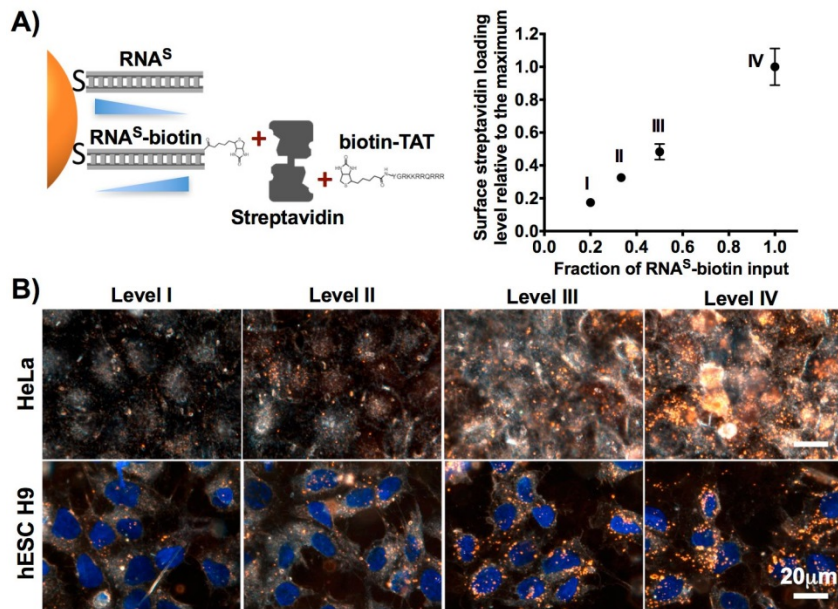 A)
RNAS
S
RNAS-biotin
S
biotin-TAT
Streptavidin
YGRKKRRQRRR
Surface streptavidin loading
level relative to the maximum
1.2
1.0
0.8
0.6
0.4
0.2
0.0
IV
III
II
I
0.0 0.2 0.4 0.6 0.8 1.0
Fraction of RNAS-biotin input
B)
Level I Level II Level III Level IV
HeLa
hESC H9
20μm